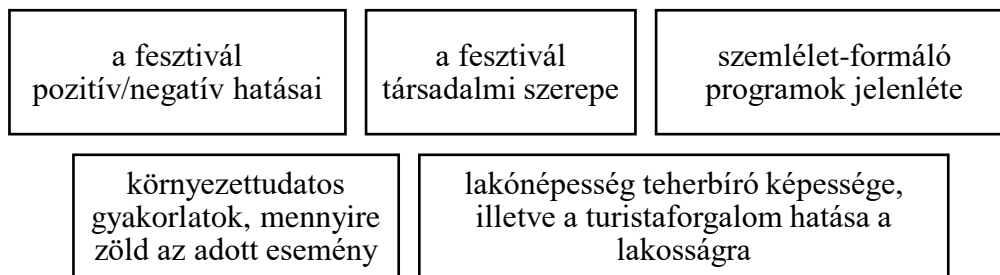 a fesztivál
pozitív/negatív hatásai
a fesztivál
társadalmi szerepe
szemlélet-formáló
programok jelenléte
környezettudatos
gyakorlatok, mennyire
zöld az adott esemény
lakónépesség teherbíró képessége,
illetve a turistaforgalom hatása a
lakosságra